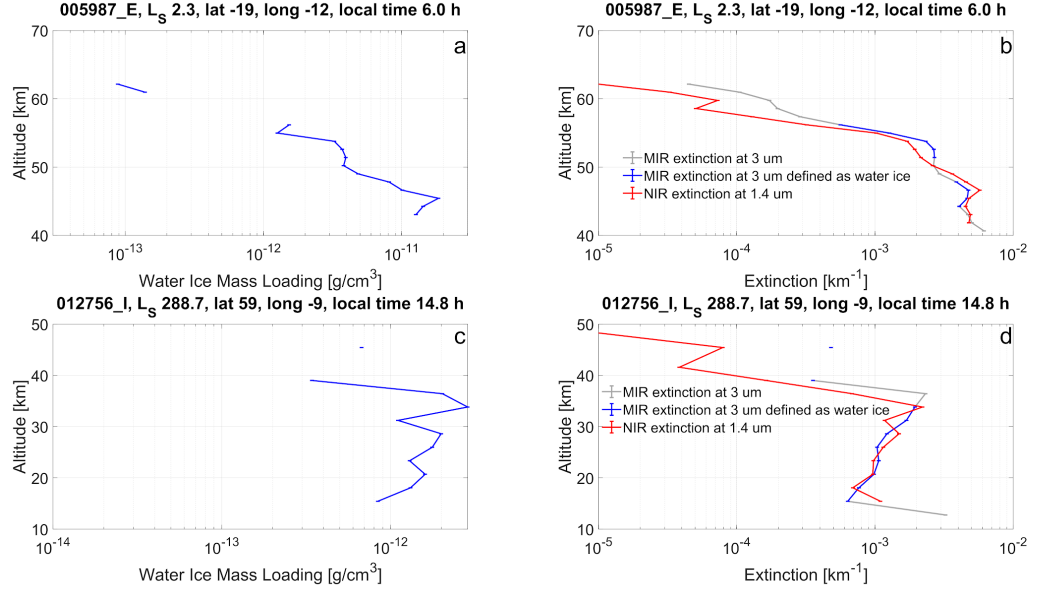 005987_E, L_S 2.3, lat -19, long -12, local time 6.0 h
a
70
60
50
40
Altitude [km]
10^-13
10^-12
10^-11
Water Ice Mass Loading [g/cm^3]
005987_E, L_S 2.3, lat -19, long -12, local time 6.0 h
b
70
60
50
40
Altitude [km]
MIR extinction at 3 um
MIR extinction at 3 um defined as water ice
NIR extinction at 1.4 um
10^-5
10^-4
10^-3
10^-2
Extinction [km^-1]
012756_I, L_S 288.7, lat 59, long -9, local time 14.8 h
c
50
40
30
20
10
Altitude [km]
10^-14
10^-13
10^-12
Water Ice Mass Loading [g/cm^3]
012756_I, L_S 288.7, lat 59, long -9, local time 14.8 h
d
50
40
30
20
10
Altitude [km]
MIR extinction at 3 um
MIR extinction at 3 um defined as water ice
NIR extinction at 1.4 um
10^-5
10^-4
10^-3
10^-2
Extinction [km^-1]